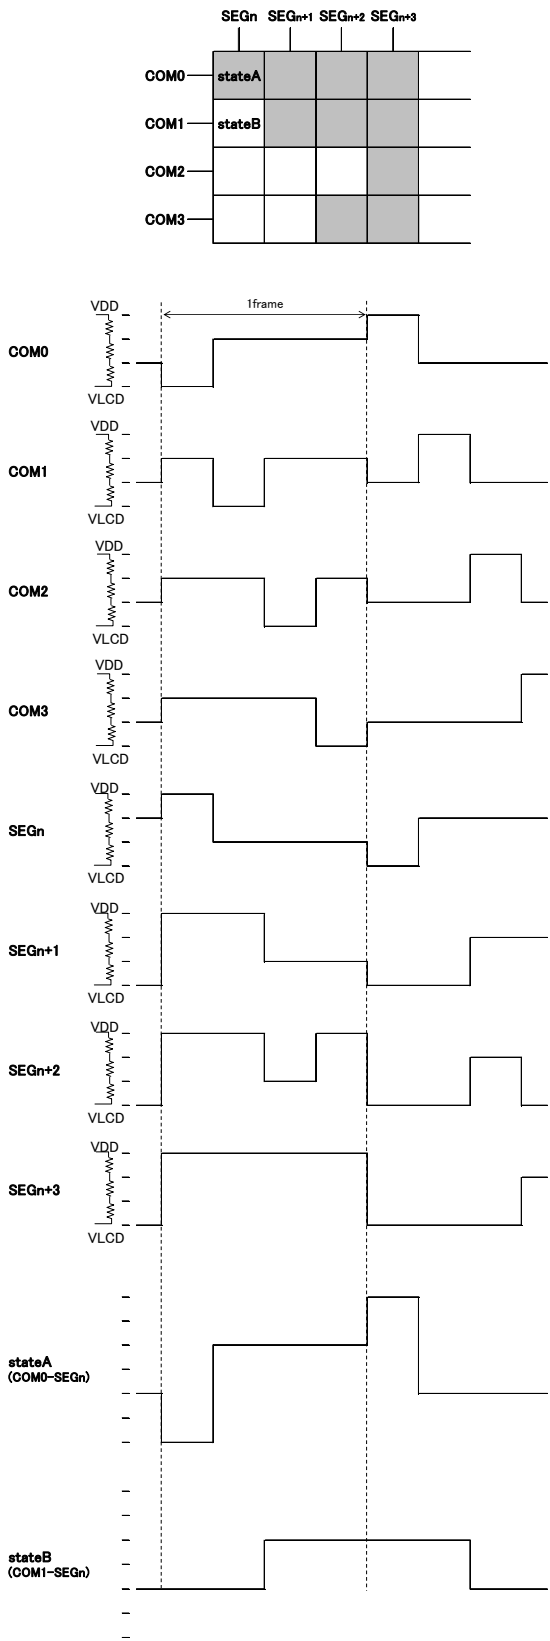 SEGn SEGn+1 SEGn+2 SEGn+3
COM0 stateA
COM1 stateB
COM2
COM3
1frame
VDD
COM0
VLCD
VDD
COM1
VLCD
VDD
COM2
VLCD
VDD
COM3
VLCD
VDD
SEGn
VLCD
VDD
SEGn+1
VLCD
VDD
SEGn+2
VLCD
VDD
SEGn+3
VLCD
stateA
(COM0-SEGn)
stateB
(COM1-SEGn)